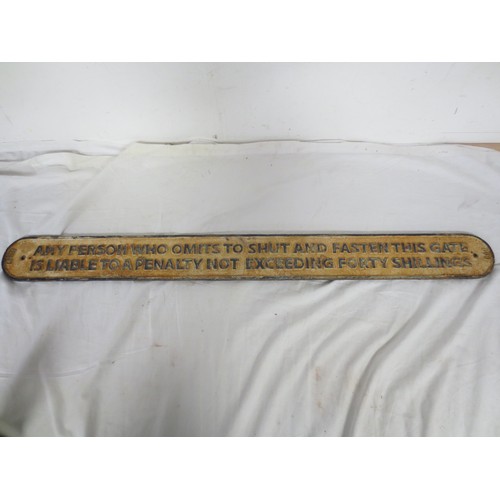 ANY PERSON WHO OMITS TO SHUT AND FASTEN THIS GATE
IS LIABLE TO A PENALTY NOT EXCEEDING FORTY SHILLINGS